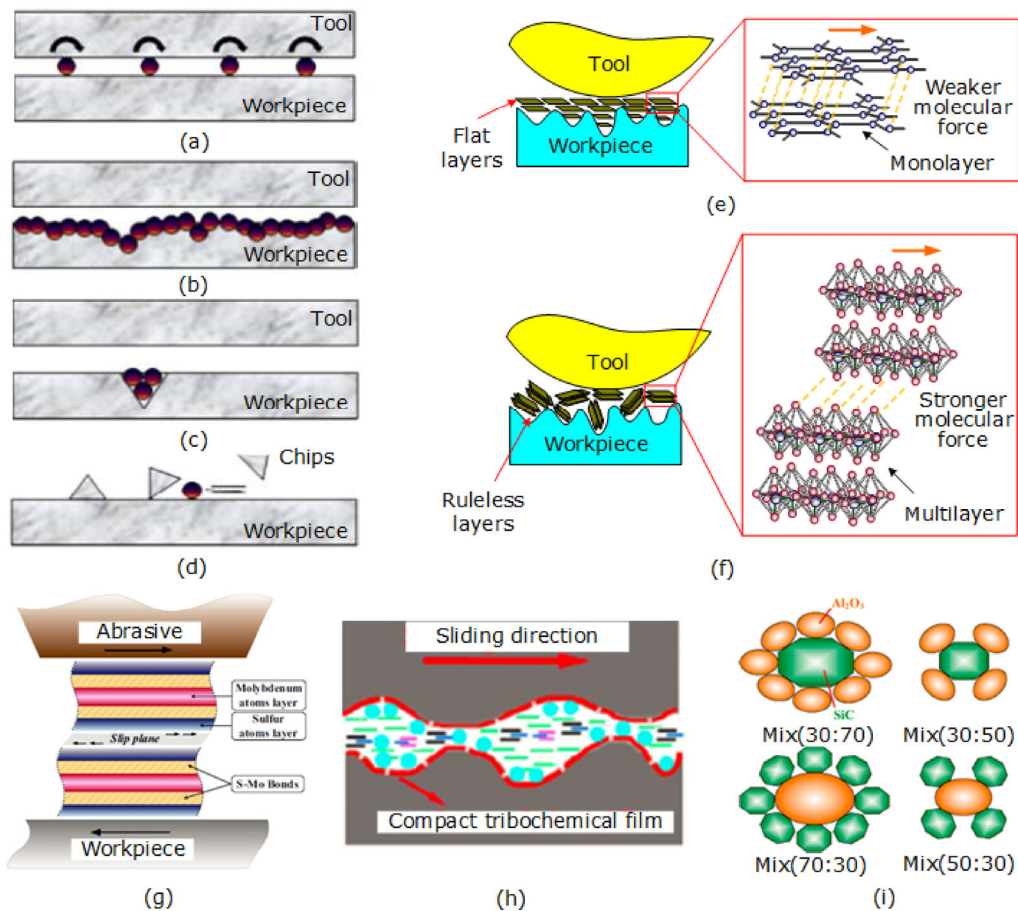 Tool
Workpiece
(a)
Tool
Workpiece
(b)
Tool
Workpiece
(c)
Chips
Workpiece
(d)
Tool
Flat
layers
Workpiece
Weaker
molecular
force
Monolayer
(e)
Tool
Workpiece
Ruleless
layers
Stronger
molecular
force
Multilayer
(f)
Abrasive
Molybdenum
atoms layer
Sulfur
atoms layer
Slip plane
S-Mo Bonds
Workpiece
(g)
Sliding direction
Compact tribochemical film
(h)
Al₂O₃
SiC
Mix(30:70)
Mix(30:50)
Mix(70:30)
Mix(50:30)
(i)